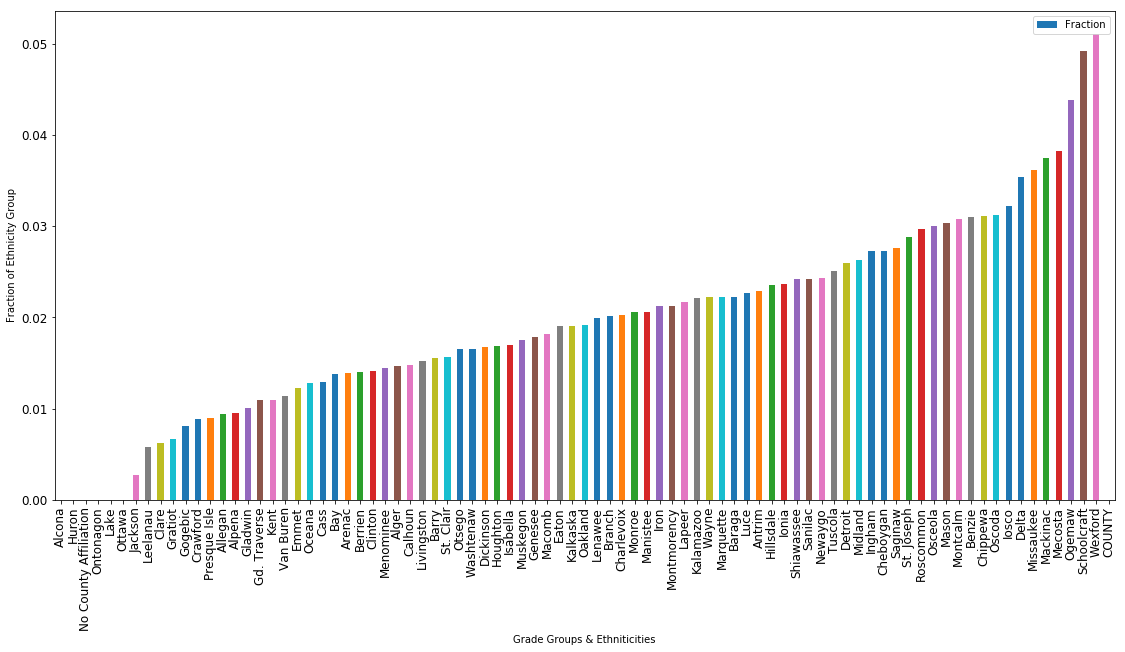 Fraction
0.05
0.04
0.03
0.02
0.01
0.00
Fraction of Ethnicity Group
Alcona
Huron
No County Affiliation
Ontonagon
Lake
Ottawa
Jackson
Leelanau
Clare
Gratiot
Gogebic
Crawford
Presque Isle
Allegan
Alpena
Gladwin
Gd. Traverse
Kent
Van Buren
Emmet
Oceana
Cass
Bay
Arenac
Berrien
Clinton
Menominee
Alger
Calhoun
Livingston
Barry
St. Clair
Otsego
Washtenaw
Dickinson
Houghton
Isabella
Muskegon
Genesee
Macomb
Eaton
Kalkaska
Oakland
Lenawee
Branch
Charlevoix
Monroe
Manistee
Iron
Montmorency
Lapeer
Kalamazoo
Wayne
Marquette
Baraga
Luce
Antrim
Hillsdale
Ionia
Shiawassee
Sanilac
Newaygo
Tuscola
Detroit
Midland
Ingham
Cheboygan
Saginaw
St. Joseph
Roscommon
Osceola
Mason
Montcalm
Benzie
Chippewa
Oscoda
Iosco
Delta
Missaukee
Mackinac
Mecosta
Ogemaw
Schoolcraft
Wexford
COUNTY
Grade Groups & Ethniticities